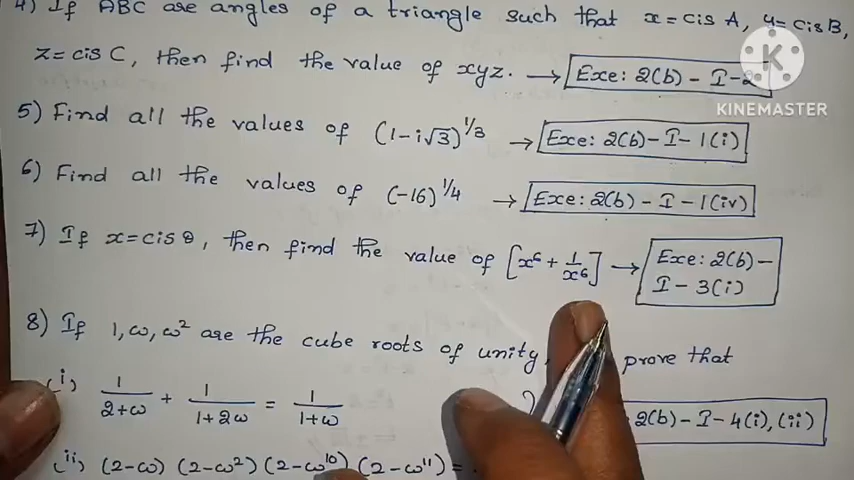 4) If ABC are angles of a triangle such that x = cis A, y = cis B,
z = cis C, then find the value of xyz. → Exe: 2(b) - I - 2
K
KINEMASTER
5) Find all the values of (1 - i√3)^1/3 → Exe: 2(b) - I - 1(i)
6) Find all the values of (-16)^1/4 → Exe: 2(b) - I - 1(iv)
7) If x = cis θ, then find the value of [x⁶ + 1/x⁶] → Exe: 2(b) -
I - 3(i)
8) If 1, ω, ω² are the cube roots of unity, prove that
(i) 1/2+ω + 1/1+2ω = 1/1+ω
2(b) - I - 4(i), (ii)
(ii) (2-ω) (2-ω²) (2-ω¹⁰) (2-ω¹¹) =